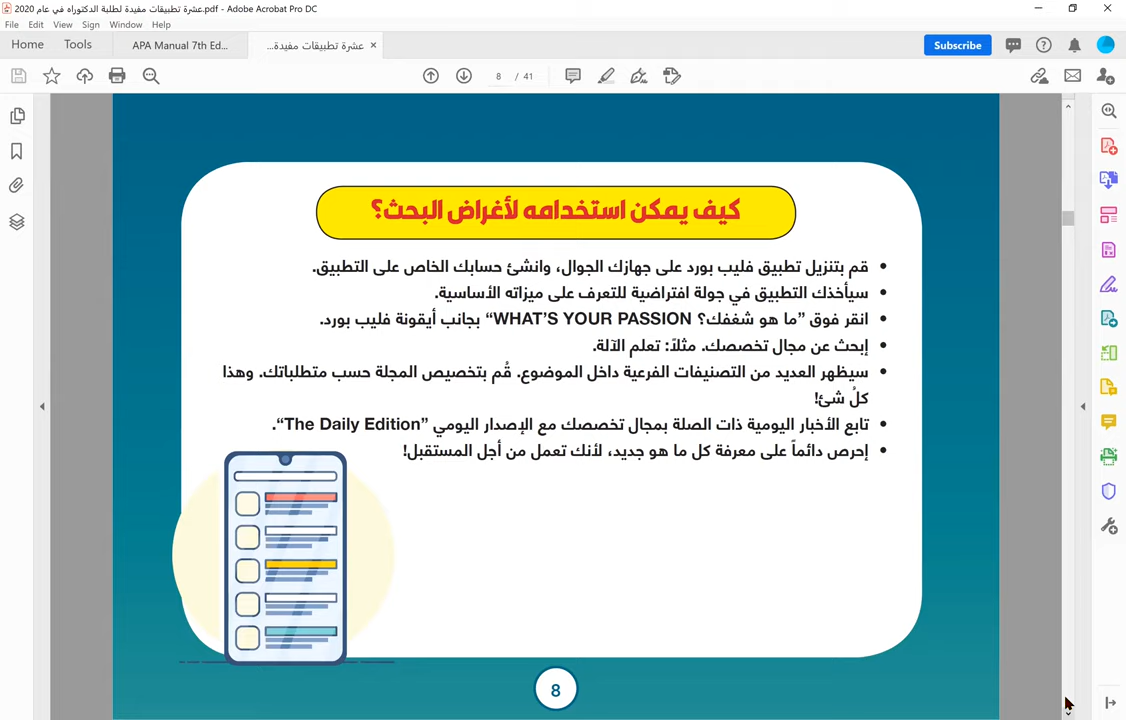 عشرة تطبيقات مفيدة لطلبة الدكتوراه في عام 2020.pdf - Adobe Acrobat Pro DC
File Edit View Sign Window Help
Home Tools APA Manual 7th Ed... عشرة تطبيقات مفيدة... × Subscribe
8 / 41
كيف يمكن استخدامه لأغراض البحث؟
• قم بتنزيل تطبيق فليب بورد على جهازك الجوال، وانشئ حسابك الخاص على التطبيق.
• سيأخذك التطبيق في جولة افتراضية للتعرف على ميزاته الأساسية.
• انقر فوق "ما هو شغفك؟ WHAT'S YOUR PASSION" بجانب أيقونة فليب بورد.
• إبحث عن مجال تخصصك. مثلاً: تعلم الآلة.
• سيظهر العديد من التصنيفات الفرعية داخل الموضوع. قُم بتخصيص المجلة حسب متطلباتك. وهذا
كلُ شئ!
• تابع الأخبار اليومية ذات الصلة بمجال تخصصك مع الإصدار اليومي "The Daily Edition".
• إحرص دائماً على معرفة كل ما هو جديد، لأنك تعمل من أجل المستقبل!
8